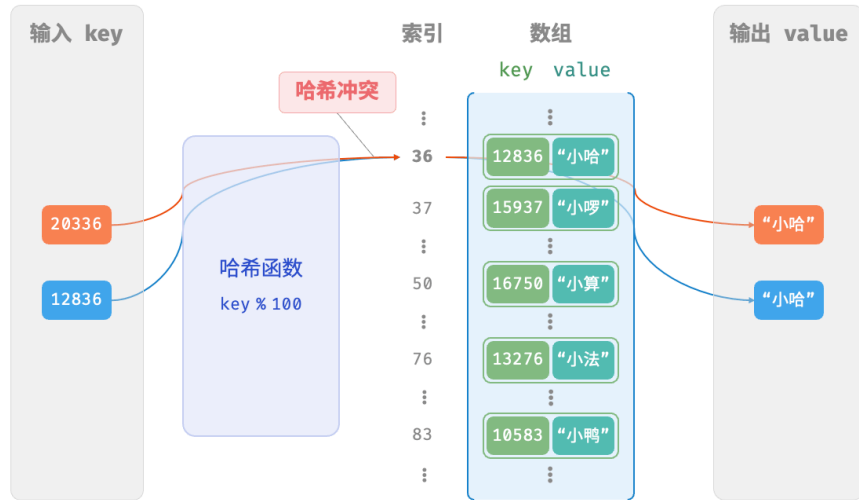 输入 key
索引
数组
输出 value
key value
哈希冲突
⋮
⋮
36
12836 “小哈”
37
15937 “小啰”
20336
“小哈”
⋮
⋮
哈希函数
key % 100
50
16750 “小算”
12836
“小哈”
⋮
⋮
76
13276 “小法”
⋮
⋮
83
10583 “小鸭”
⋮
⋮